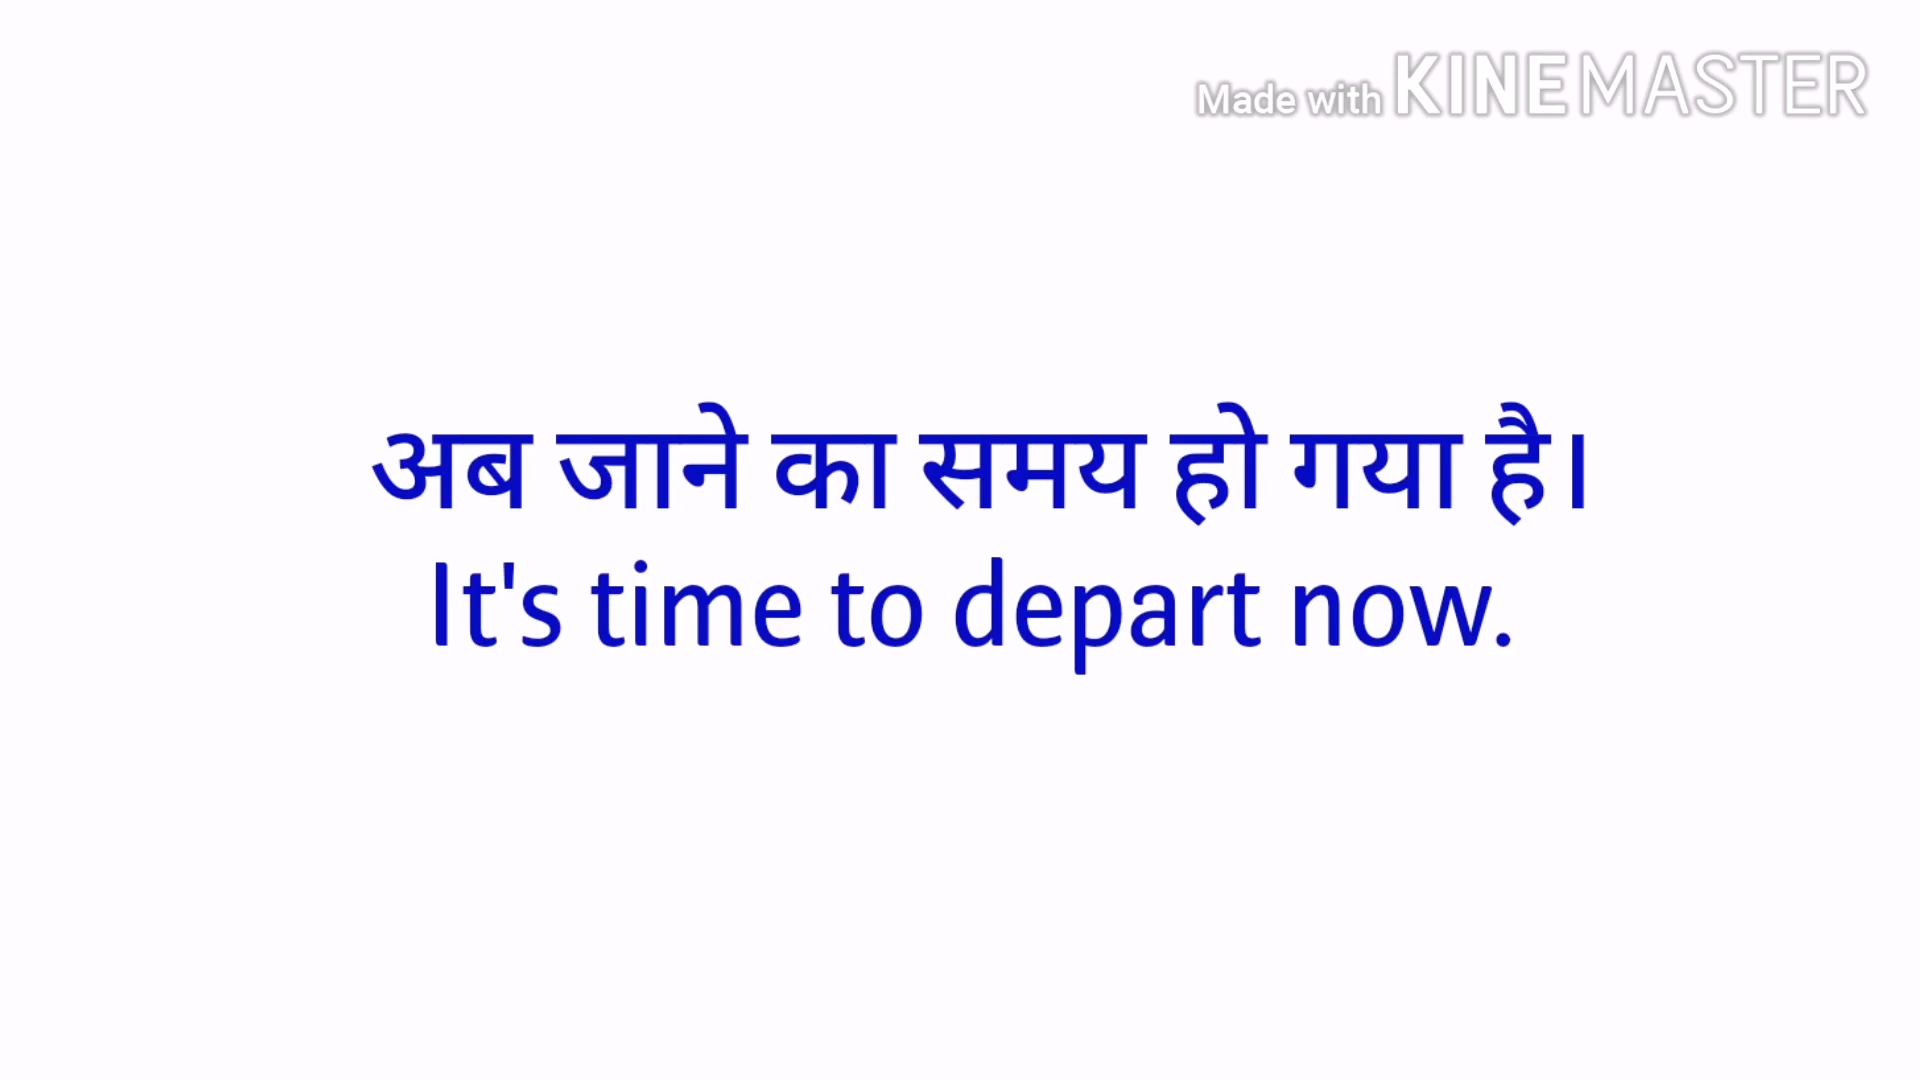 Made with KINEMASTER
अब जाने का समय हो गया है।
It's time to depart now.